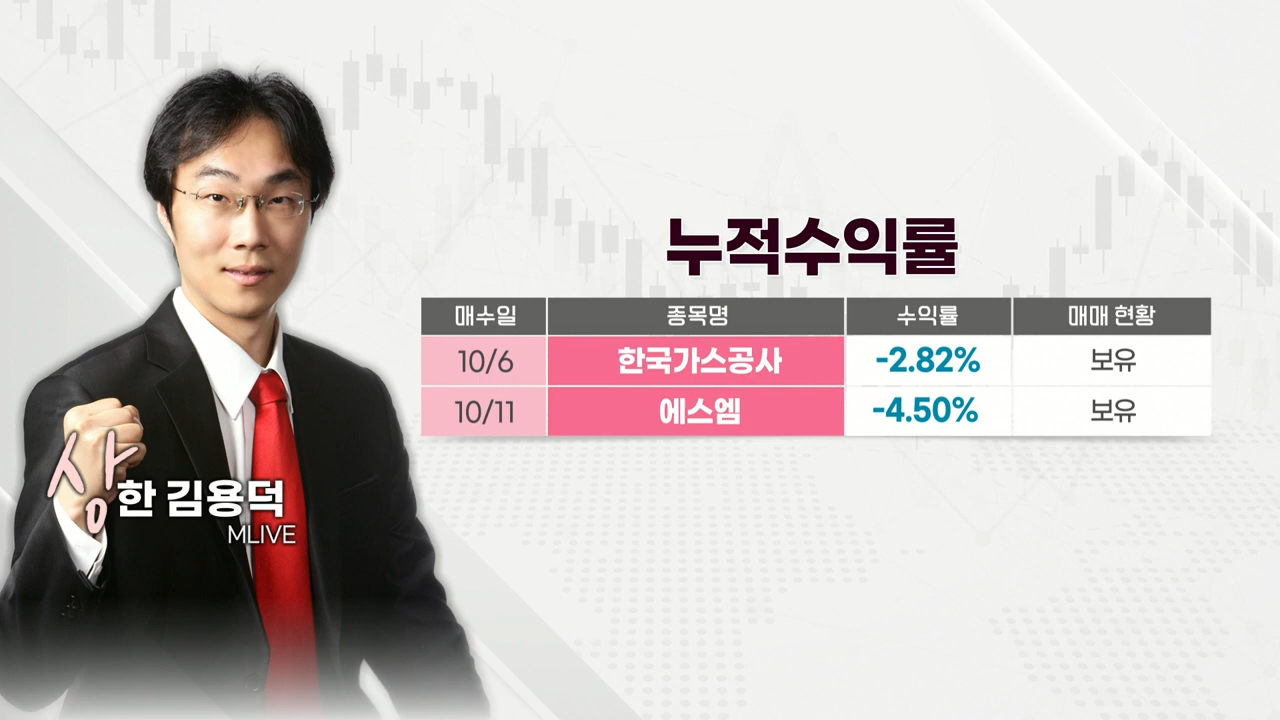 누적수익률
매수일 종목명 수익률 매매 현황
10/6 한국가스공사 -2.82% 보유
10/11 에스엠 -4.50% 보유
상한 김용덕
MLIVE